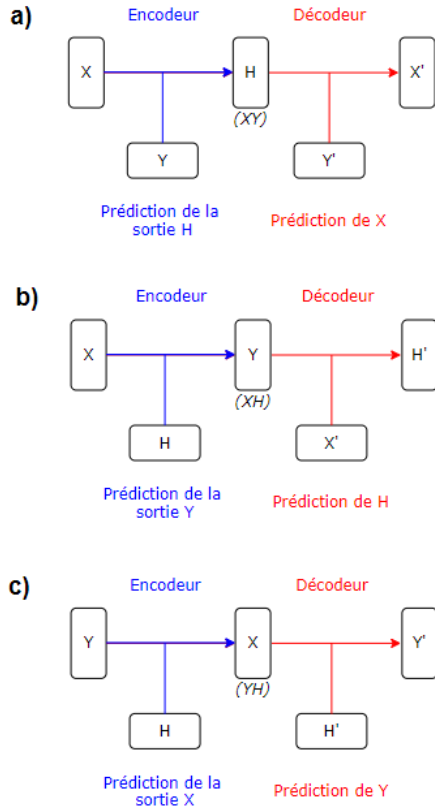 a)
Encodeur Décodeur
X H X'
(XY)
Y Y'
Prédiction de la
sortie H
Prédiction de X
b)
Encodeur Décodeur
X Y H'
(XH)
H X'
Prédiction de la
sortie Y
Prédiction de H
c)
Encodeur Décodeur
Y X Y'
(YH)
H H'
Prédiction de la
sortie X
Prédiction de Y